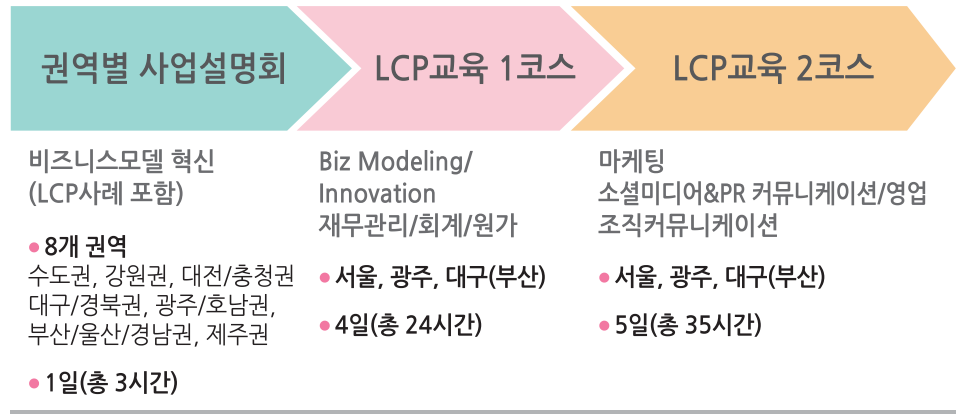 권역별 사업설명회
비즈니스모델 혁신
(LCP사례 포함)
● 8개 권역
수도권, 강원권, 대전/충청권
대구/경북권, 광주/호남권,
부산/울산/경남권, 제주권
● 1일(총 3시간)
LCP교육 1코스
Biz Modeling/
Innovation
재무관리/회계/원가
● 서울, 광주, 대구(부산)
● 4일(총 24시간)
LCP교육 2코스
마케팅
소셜미디어&PR 커뮤니케이션/영업
조직커뮤니케이션
● 서울, 광주, 대구(부산)
● 5일(총 35시간)